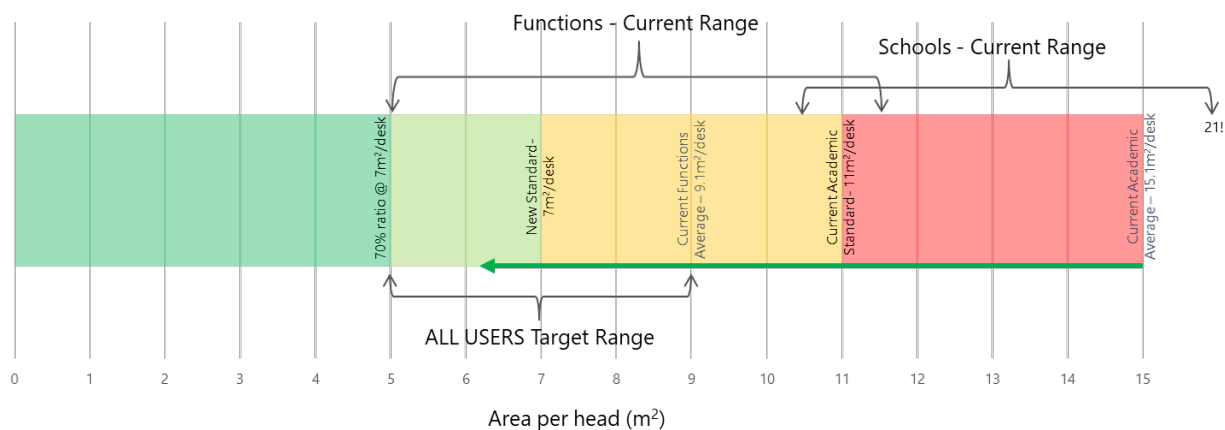 Functions - Current Range
Schools - Current Range
21!
70% ratio @ 7m²/desk
New Standard-
7m²/desk
Current Functions
Average – 9.1m²/desk
Current Academic
Standard- 11m²/desk
Current Academic
Average – 15.1m²/desk
ALL USERS Target Range
0 1 2 3 4 5 6 7 8 9 10 11 12 13 14 15
Area per head (m²)